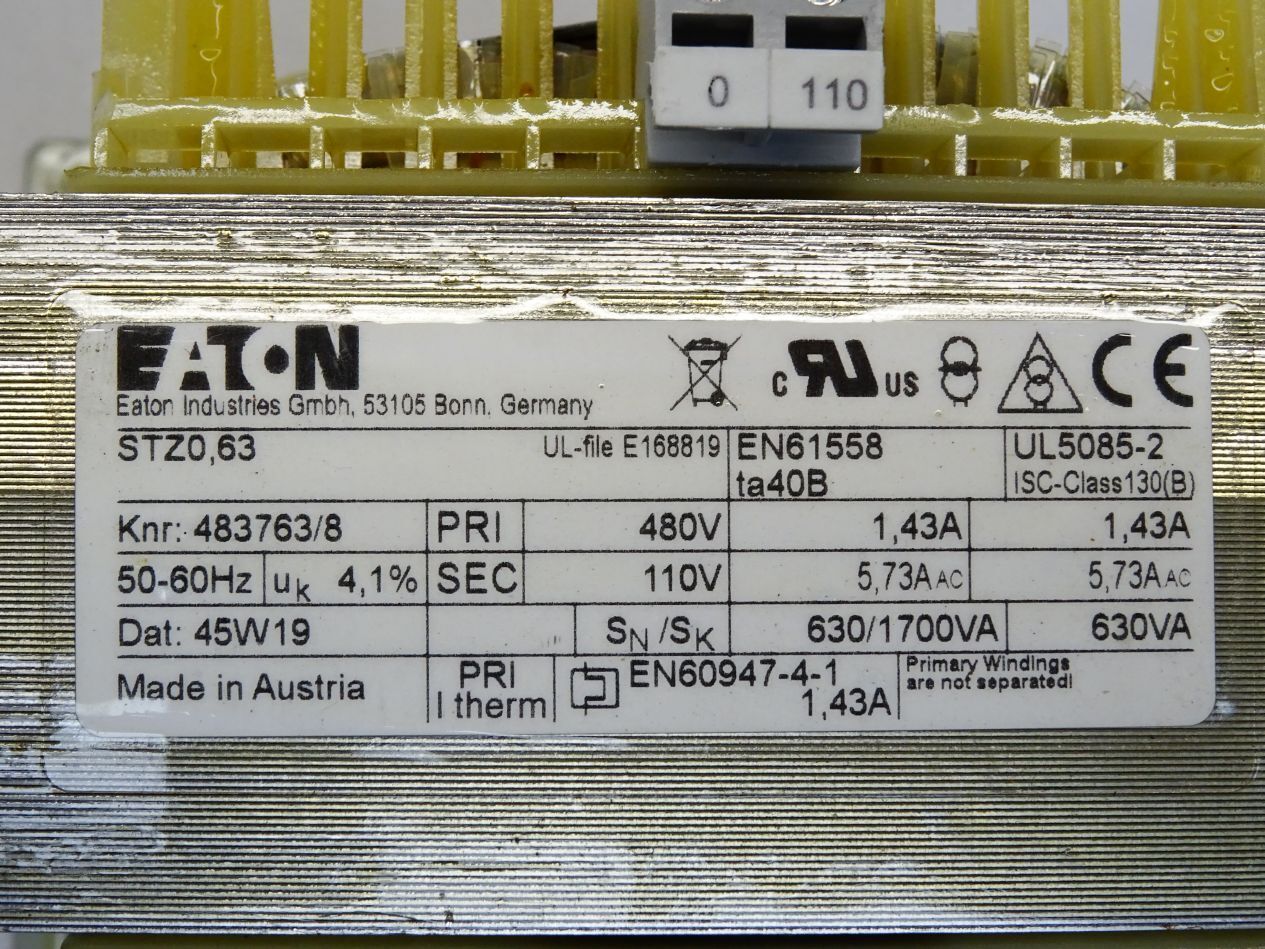 0 110
EATON
Eaton Industries Gmbh, 53105 Bonn, Germany
c RU US CE
STZ0,63 UL-file E168819 EN61558 UL5085-2
ta40B ISC-Class130(B)
Knr: 483763/8 PRI 480V 1,43A 1,43A
50-60Hz uk 4,1% SEC 110V 5,73A AC 5,73A AC
Dat: 45W19 SN/SK 630/1700VA 630VA
Made in Austria PRI EN60947-4-1 Primary Windings
I therm 1,43A are not separated!